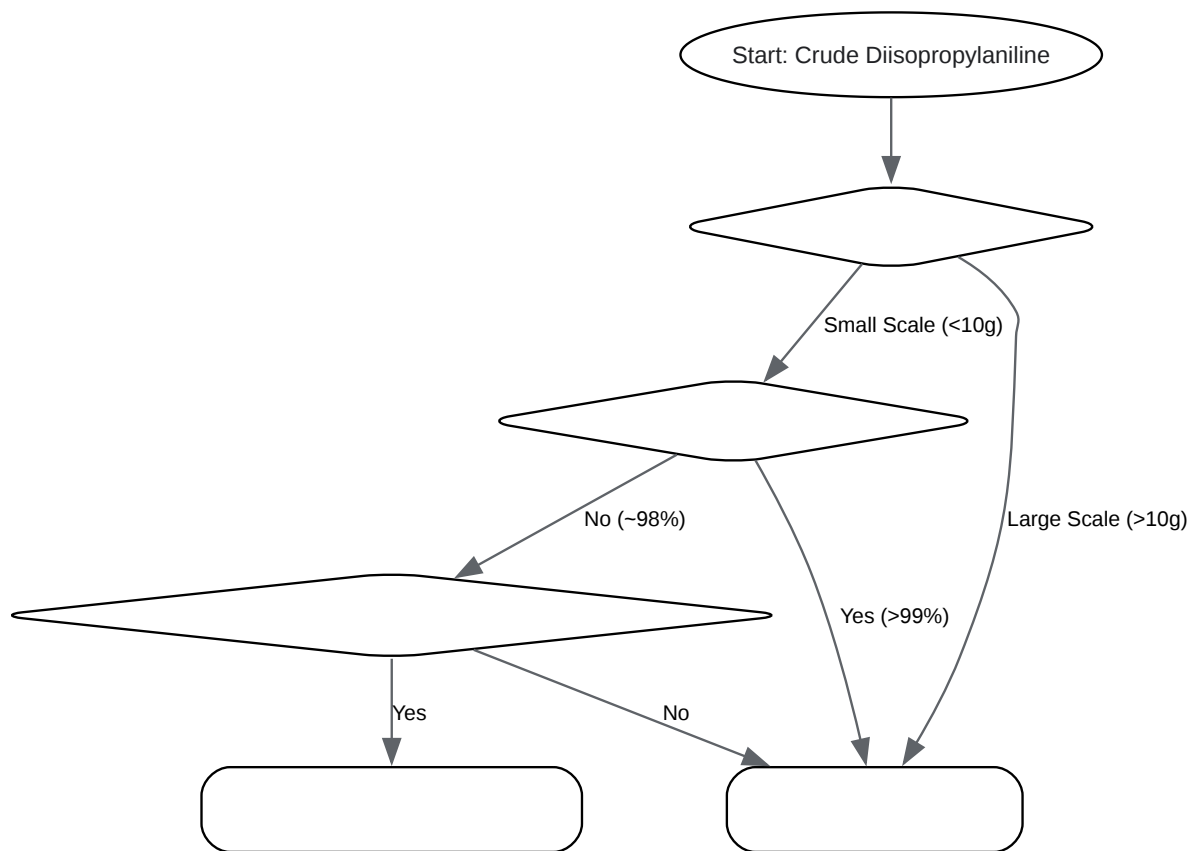 Start: Crude Diisopropylaniline
Small Scale (<10g)
No (~98%)
Large Scale (>10g)
Yes (>99%)
Yes
No